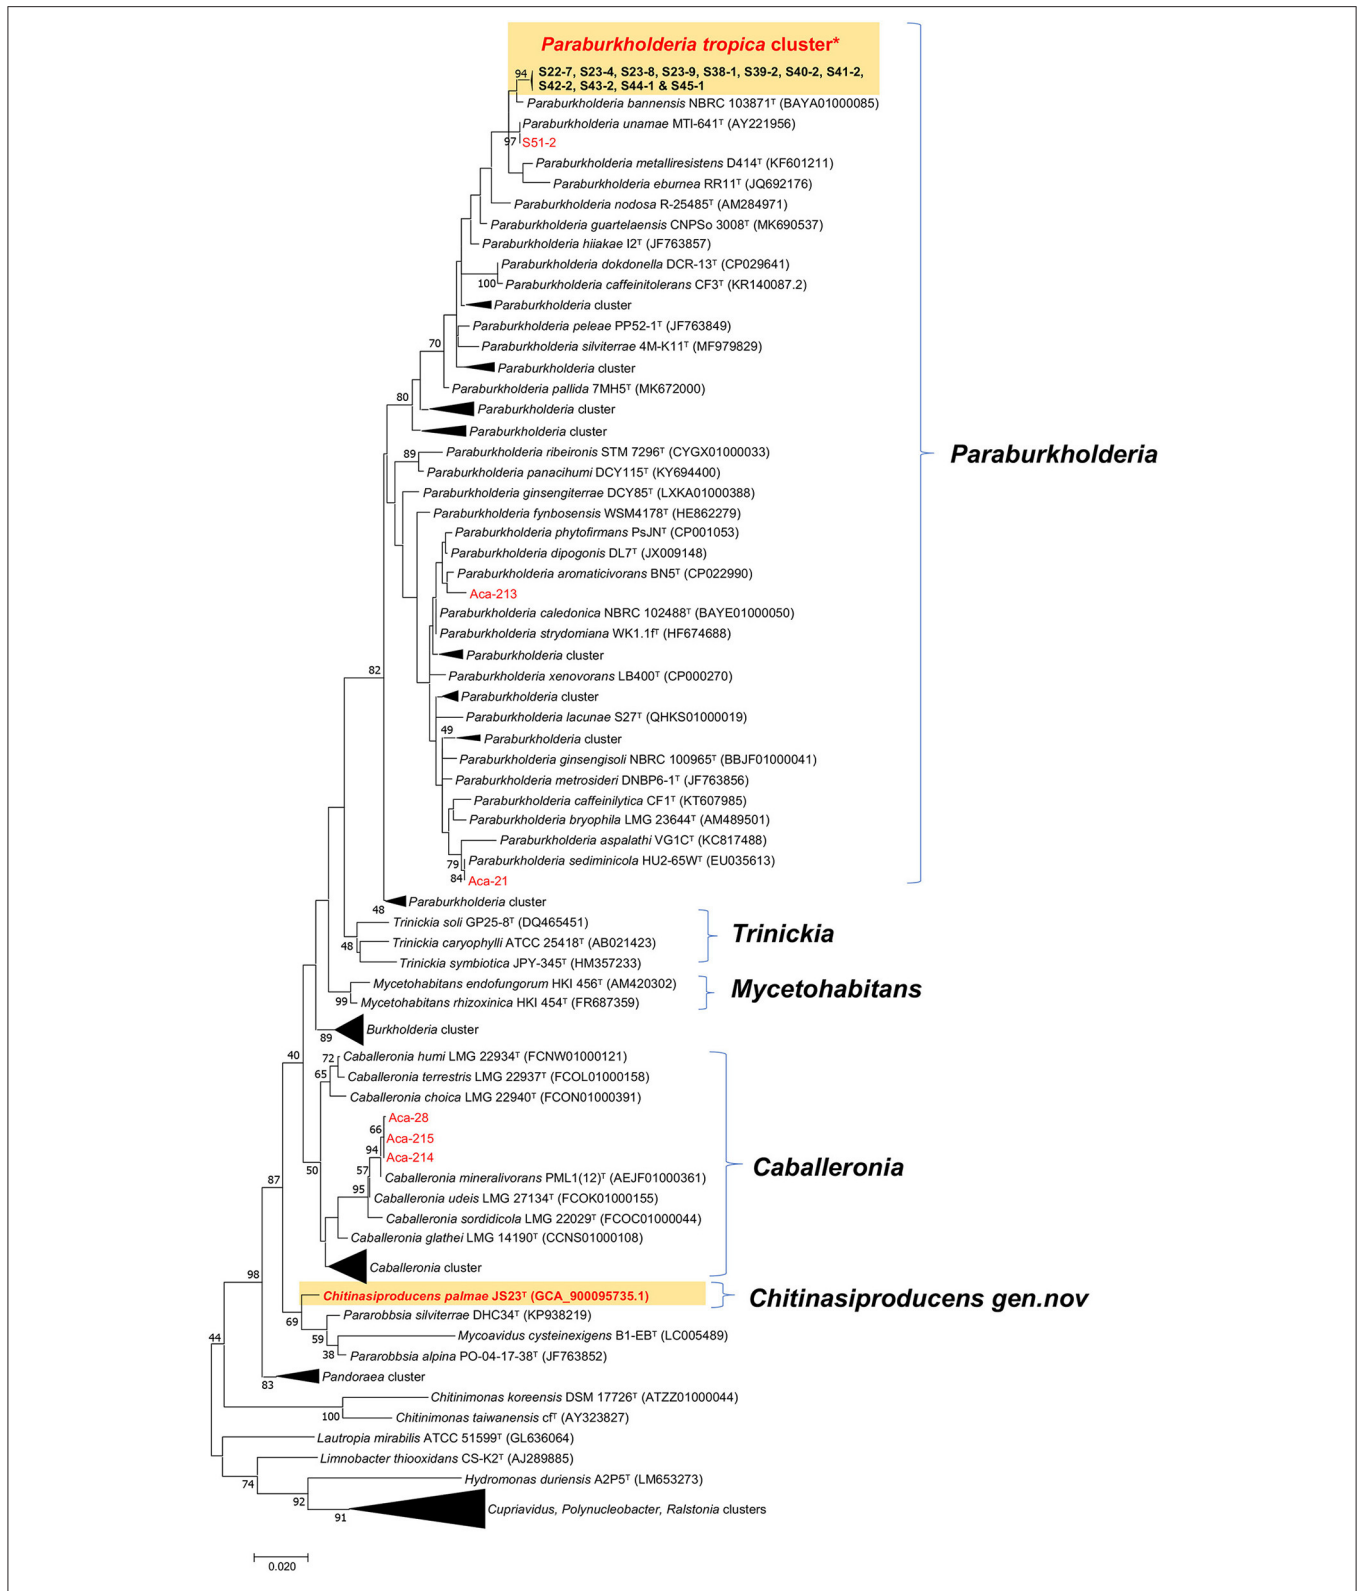 Paraburkholderia tropica cluster*
94
S22-7, S23-4, S23-8, S23-9, S38-1, S39-2, S40-2, S41-2,
S42-2, S43-2, S44-1 & S45-1
Paraburkholderia bannensis NBRC 103871ᵀ (BAYA01000085)
Paraburkholderia unamae MTI-641ᵀ (AY221956)
97
S51-2
Paraburkholderia metalliresistens D414ᵀ (KF601211)
Paraburkholderia eburnea RR11ᵀ (JQ692176)
Paraburkholderia nodosa R-25485ᵀ (AM284971)
Paraburkholderia guartelaensis CNPSo 3008ᵀ (MK690537)
Paraburkholderia hiiakae I2ᵀ (JF763857)
Paraburkholderia dokdonella DCR-13ᵀ (CP029641)
100
Paraburkholderia caffeinitolerans CF3ᵀ (KR140087.2)
Paraburkholderia cluster
Paraburkholderia peleae PP52-1ᵀ (JF763849)
70
Paraburkholderia silviterrae 4M-K11ᵀ (MF979829)
Paraburkholderia cluster
Paraburkholderia pallida 7MH5ᵀ (MK672000)
80
Paraburkholderia cluster
Paraburkholderia cluster
89
Paraburkholderia ribeironis STM 7296ᵀ (CYGX01000033)
Paraburkholderia
Paraburkholderia panacihumi DCY115ᵀ (KY694400)
Paraburkholderia ginsengiterrae DCY85ᵀ (LXKA01000388)
Paraburkholderia fynbosensis WSM4178ᵀ (HE862279)
Paraburkholderia phytofirmans PsJNᵀ (CP001053)
Paraburkholderia dipogonis DL7ᵀ (JX009148)
Paraburkholderia aromaticivorans BN5ᵀ (CP022990)
Aca-213
Paraburkholderia caledonica NBRC 102488ᵀ (BAYE01000050)
Paraburkholderia strydomiana WK1.1fᵀ (HF674688)
Paraburkholderia cluster
82
Paraburkholderia xenovorans LB400ᵀ (CP000270)
Paraburkholderia cluster
Paraburkholderia lacunae S27ᵀ (QHKS01000019)
49
Paraburkholderia cluster
Paraburkholderia ginsengisoli NBRC 100965ᵀ (BBJF01000041)
Paraburkholderia metrosideri DNBP6-1ᵀ (JF763856)
Paraburkholderia caffeinilytica CF1ᵀ (KT607985)
Paraburkholderia bryophila LMG 23644ᵀ (AM489501)
Paraburkholderia aspalathi VG1Cᵀ (KC817488)
79
Paraburkholderia sediminicola HU2-65Wᵀ (EU035613)
84
Aca-21
Paraburkholderia cluster
48
Trinickia soli GP25-8ᵀ (DQ465451)
Trinickia
48
Trinickia caryophylli ATCC 25418ᵀ (AB021423)
Trinickia symbiotica JPY-345ᵀ (HM357233)
Mycetohabitans endofungorum HKI 456ᵀ (AM420302)
Mycetohabitans
99
Mycetohabitans rhizoxinica HKI 454ᵀ (FR687359)
89
Burkholderia cluster
40
72
Caballeronia humi LMG 22934ᵀ (FCNW01000121)
65
Caballeronia terrestris LMG 22937ᵀ (FCOL01000158)
Caballeronia choica LMG 22940ᵀ (FCON01000391)
Aca-28
66
Aca-215
94
Aca-214
Caballeronia
50
57
Caballeronia mineralivorans PML1(12)ᵀ (AEJF01000361)
87
95
Caballeronia udeis LMG 27134ᵀ (FCOK01000155)
Caballeronia sordidicola LMG 22029ᵀ (FCOC01000044)
Caballeronia glathei LMG 14190ᵀ (CCNS01000108)
Caballeronia cluster
98
Chitinasiproducens palmae JS23ᵀ (GCA_900095735.1)
Chitinasiproducens gen.nov
69
Pararobbsia silviterrae DHC34ᵀ (KP938219)
44
59
Mycoavidus cysteinexigens B1-EBᵀ (LC005489)
38
Pararobbsia alpina PO-04-17-38ᵀ (JF763852)
83
Pandoraea cluster
Chitinimonas koreensis DSM 17726ᵀ (ATZZ01000044)
100
Chitinimonas taiwanensis cfᵀ (AY323827)
Lautropia mirabilis ATCC 51599ᵀ (GL636064)
Limnobacter thiooxidans CS-K2ᵀ (AJ289885)
74
Hydromonas duriensis A2P5ᵀ (LM653273)
92
91
Cupriavidus, Polynucleobacter, Ralstonia clusters
0.020